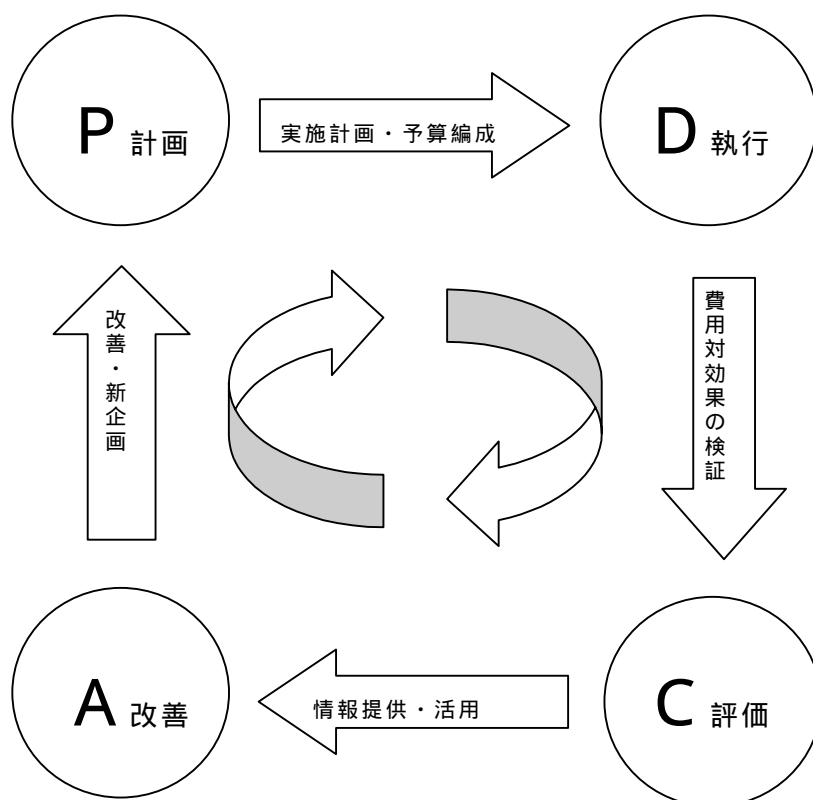 P 計画
実施計画・予算編成
D 執行
改善・新企画
費用対効果の検証
A 改善
情報提供・活用
C 評価